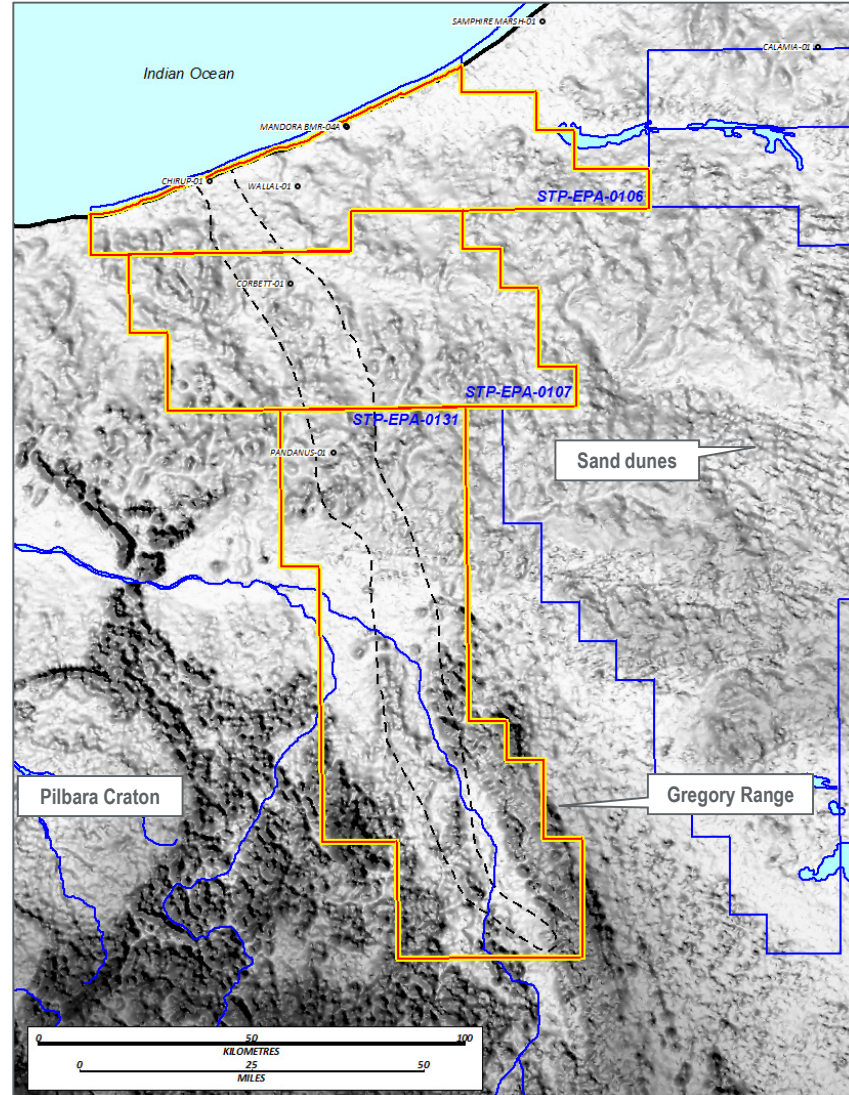 SAMPHIRE MARSH-01
CALAMIA-01
Indian Ocean
MANDORA BMR-04A
CHIRUP-01
WALLAL-01
STP-EPA-0106
CORBETT-01
STP-EPA-0107
STP-EPA-0131
PANDANUS-01
Sand dunes
Pilbara Craton
Gregory Range
0 50 100
KILOMETRES
0 25 50
MILES